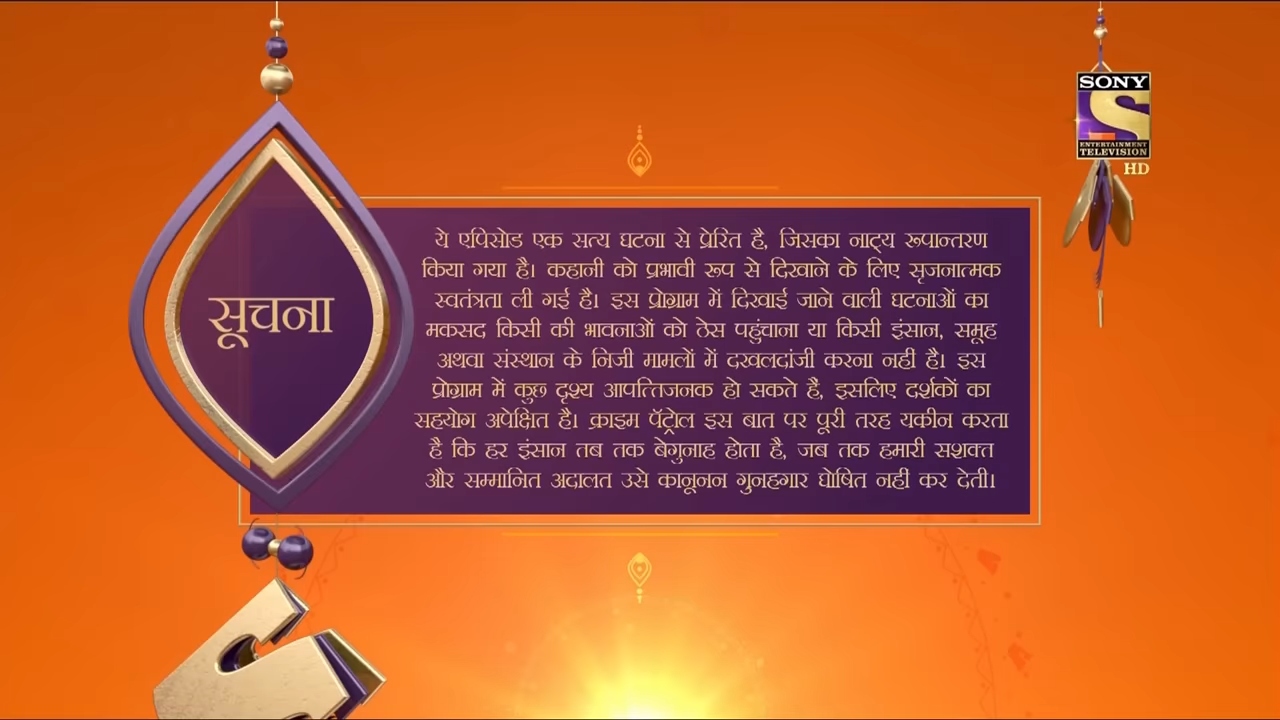 सूचना
ये एपिसोड एक सत्य घटना से प्रेरित है, जिसका नाट्य रूपान्तरण
किया गया है। कहानी को प्रभावी रूप से दिखाने के लिए सृजनात्मक
स्वतंत्रता ली गई है। इस प्रोग्राम में दिखाई जाने वाली घटनाओं का
मकसद किसी की भावनाओं को ठेस पहुंचाना या किसी इंसान, समूह
अथवा संस्थान के निजी मामलों में दखलदांजी करना नहीं है। इस
प्रोग्राम में कुछ दृश्य आपत्तिजनक हो सकते हैं, इसलिए दर्शकों का
सहयोग अपेक्षित है। क्राइम पॅट्रोल इस बात पर पूरी तरह यकीन करता
है कि हर इंसान तब तक बेगुनाह होता है, जब तक हमारी सशक्त
और सम्मानित अदालत उसे कानूनन गुनहगार घोषित नहीं कर देती।
SONY
ENTERTAINMENT
TELEVISION
HD